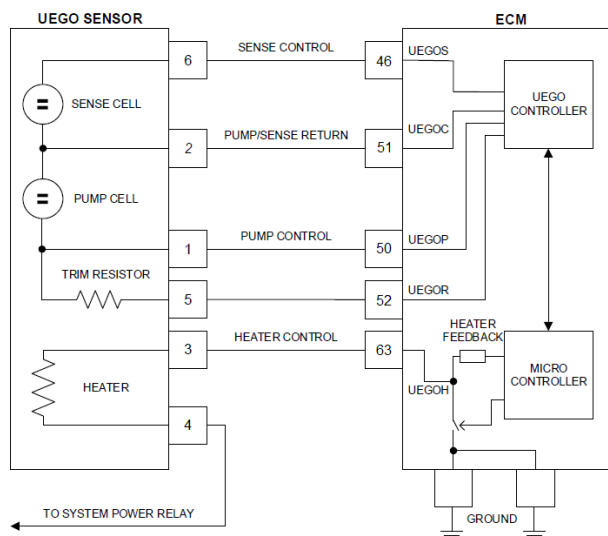 UEGO SENSOR
ECM
6
SENSE CONTROL
46
UEGOS
SENSE CELL
UEGO
CONTROLLER
2
PUMP/SENSE RETURN
51
UEGOC
PUMP CELL
1
PUMP CONTROL
50
UEGOP
TRIM RESISTOR
5
52
UEGOR
3
HEATER CONTROL
63
HEATER
FEEDBACK
MICRO
CONTROLLER
UEGOH
HEATER
4
TO SYSTEM POWER RELAY
GROUND